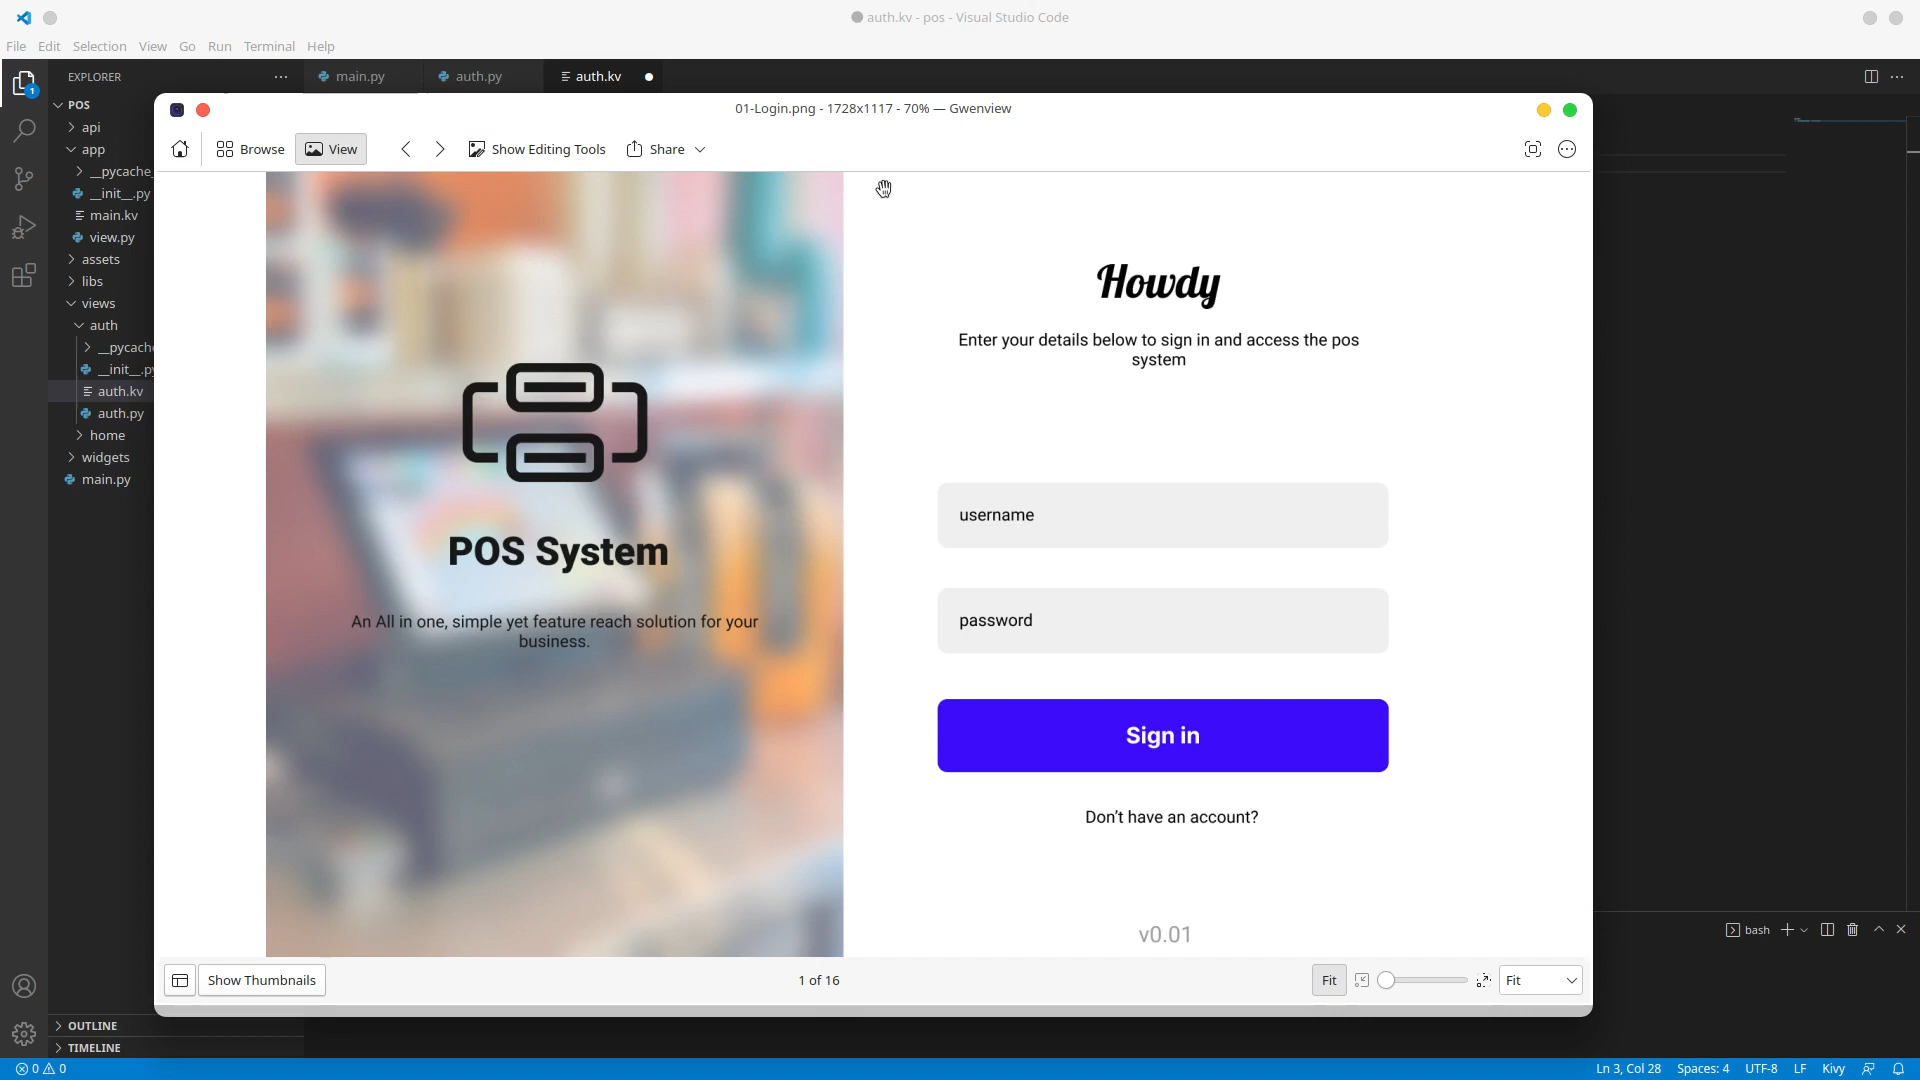 auth.kv - pos - Visual Studio Code
File Edit Selection View Go Run Terminal Help
EXPLORER
main.py
auth.py
auth.kv
1
POS
api
app
__pycache_
__init__.py
main.kv
view.py
assets
libs
views
auth
__pycach
__init__.py
auth.kv
auth.py
home
widgets
main.py
OUTLINE
TIMELINE
01-Login.png - 1728x1117 - 70% — Gwenview
Browse
View
Show Editing Tools
Share
POS System
An All in one, simple yet feature reach solution for your
business.
Howdy
Enter your details below to sign in and access the pos
system
username
password
Sign in
Don't have an account?
v0.01
Show Thumbnails
1 of 16
Fit
Fit
bash
0 0
Ln 3, Col 28
Spaces: 4
UTF-8
LF
Kivy